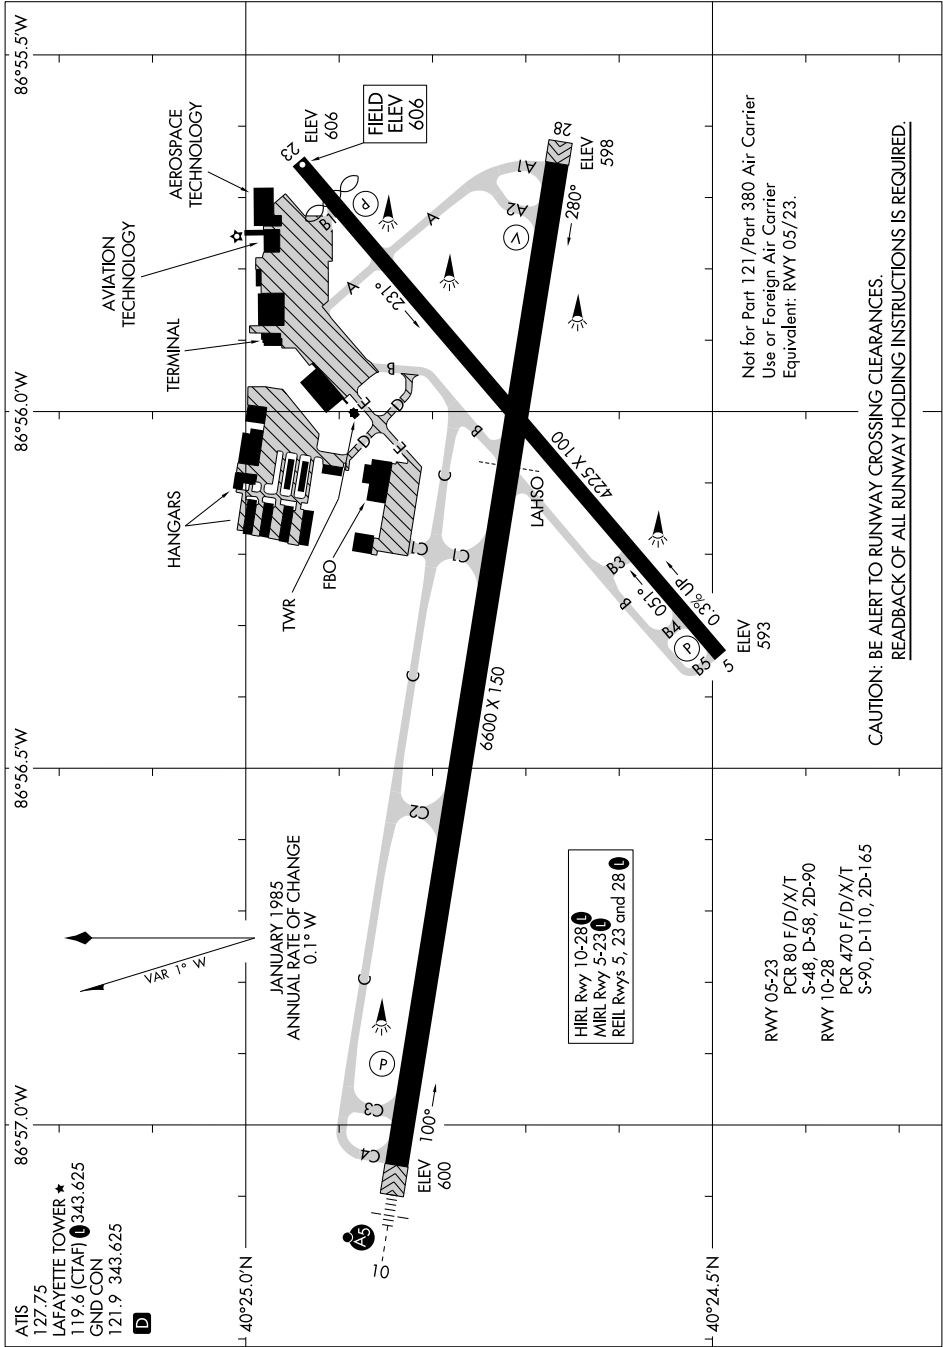 ATIS
127.75
LAFAYETTE TOWER ★
119.6 (CTAF) L 343.625
GND CON
121.9 343.625
D
86°57.0'W
86°56.5'W
86°56.0'W
86°55.5'W
40°25.0'N
40°24.5'N
VAR 1° W
JANUARY 1985
ANNUAL RATE OF CHANGE
0.1° W
HANGARS
TERMINAL
AVIATION
TECHNOLOGY
AEROSPACE
TECHNOLOGY
TWR
FBO
23
ELEV
606
FIELD
ELEV
606
B1
P
A
A
A1
A2
V
28
ELEV
598
280°
231°
B
B
D
D
E
E
C
C1
C1
C
C2
C
C3
C4
P
A5
10
ELEV
600
100°
6600 X 150
LAHSO
4225 X 100
B3
B
B4
B5
P
051°
0.3% UP
5
ELEV
593
HIRL Rwy 10-28 L
MIRL Rwy 5-23 L
REIL Rwys 5, 23 and 28 L
RWY 05-23
PCR 80 F/D/X/T
S-48, D-58, 2D-90
RWY 10-28
PCR 470 F/D/X/T
S-90, D-110, 2D-165
Not for Part 121/Part 380 Air Carrier
Use or Foreign Air Carrier
Equivalent: RWY 05/23.
CAUTION: BE ALERT TO RUNWAY CROSSING CLEARANCES.
READBACK OF ALL RUNWAY HOLDING INSTRUCTIONS IS REQUIRED.